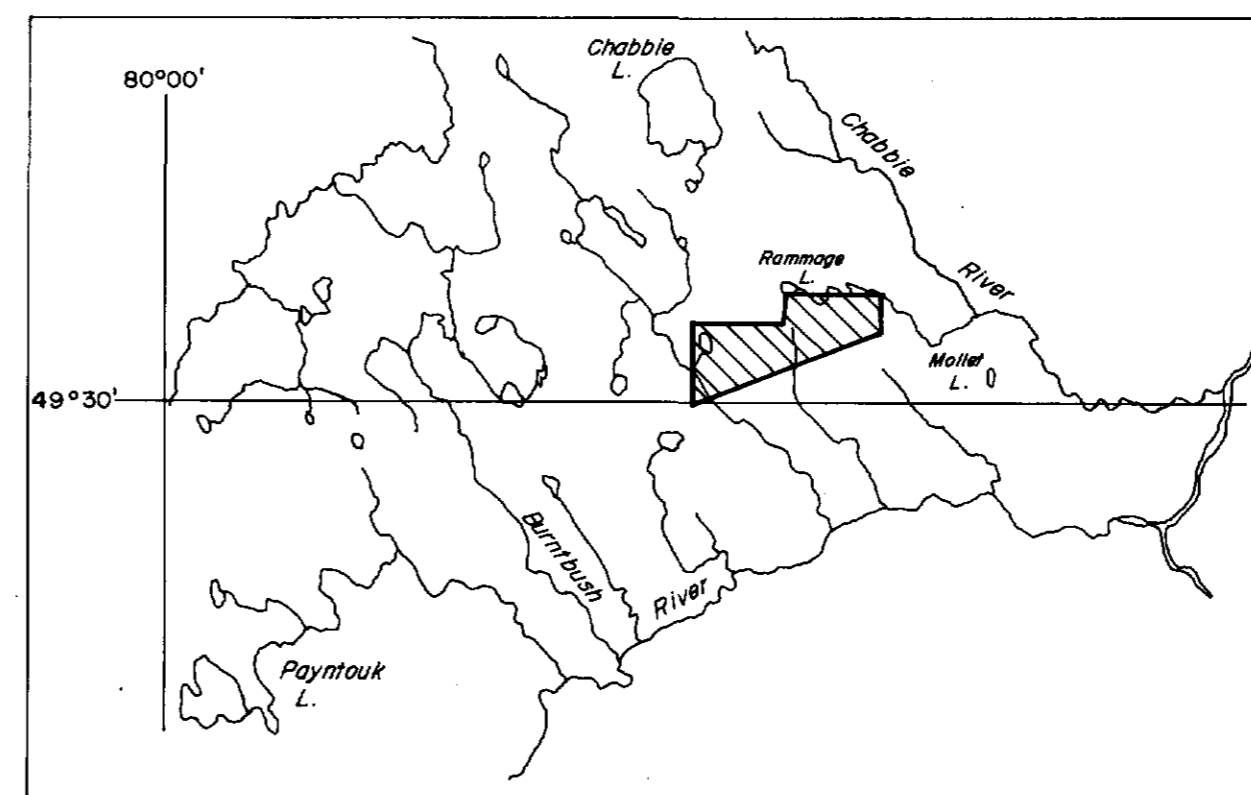 80°00'
Chabbie
L.
Chabbie
River
Rammage
L.
Mollet
L.
49°30'
Burntbush
River
Payntouk
L.